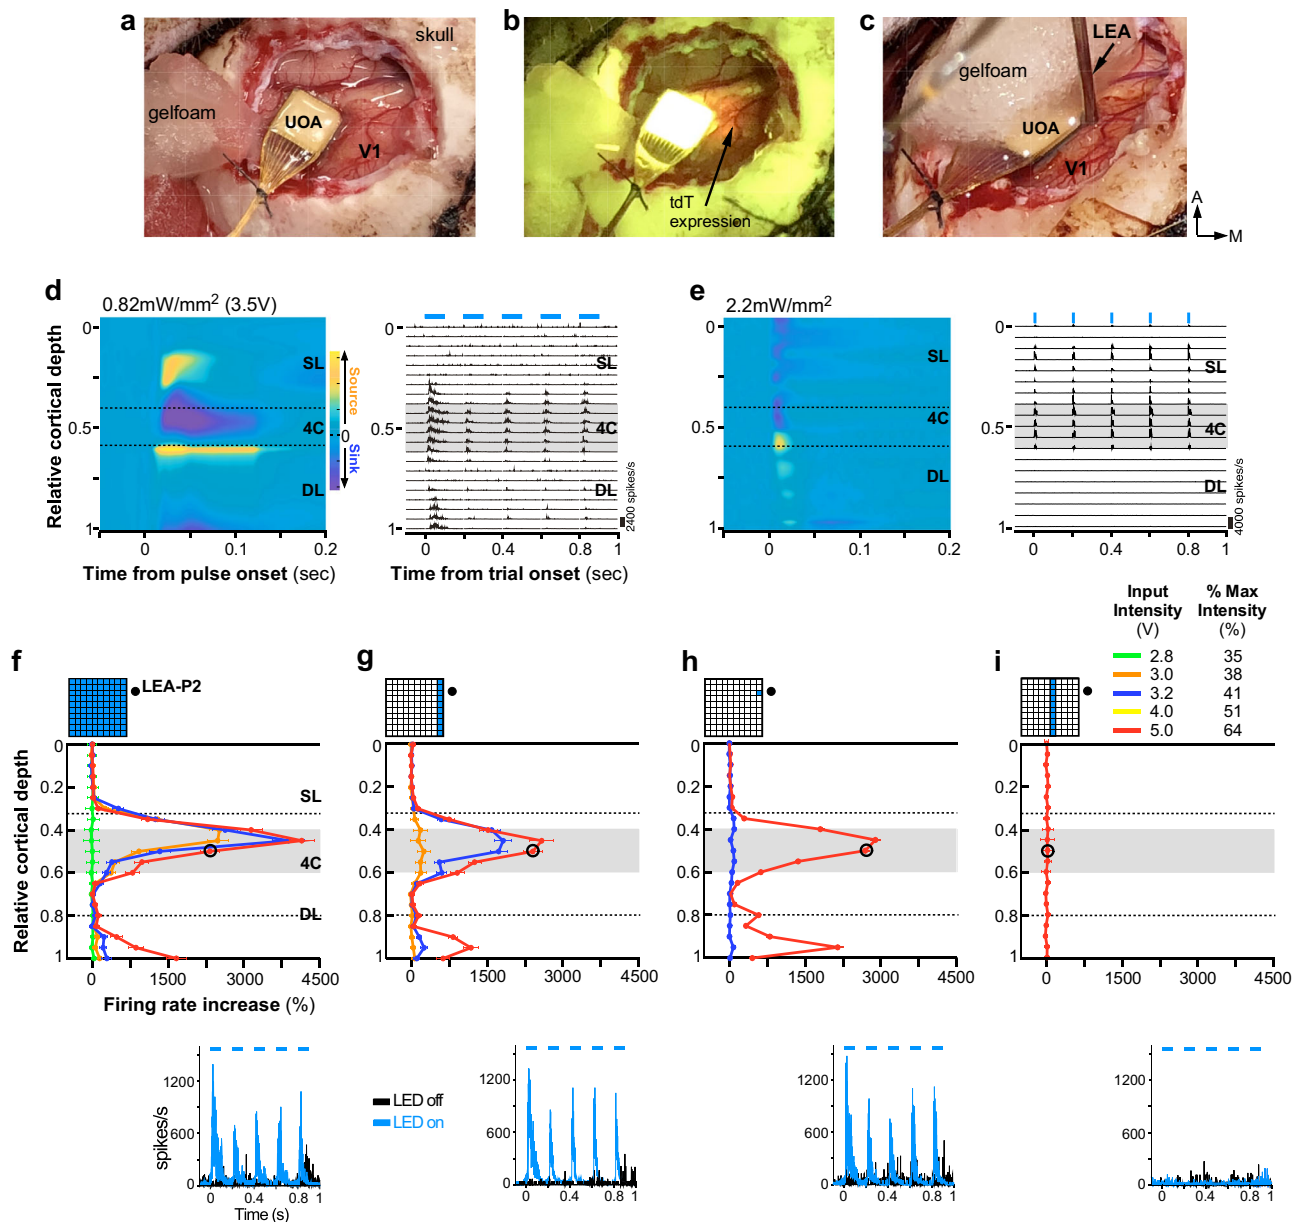 a
b
c
skull
gelfoam
UOA
V1
tdT
expression
LEA
gelfoam
UOA
V1
A
M
d
0.82mW/mm2 (3.5V)
e
2.2mW/mm2
Relative cortical depth
0
0.5
1
SL
4C
DL
Source
0
Sink
0
0.1
0.2
Time from pulse onset (sec)
0
0.5
1
SL
4C
DL
2400 spikes/s
0
0.4
0.8
1
Time from trial onset (sec)
0
0.5
1
SL
4C
DL
0
0.1
0.2
0
0.5
1
SL
4C
DL
4000 spikes/s
0
0.4
0.8
1
Input
Intensity
(V)
% Max
Intensity
(%)
2.8 35
3.0 38
3.2 41
4.0 51
5.0 64
f
LEA-P2
g
h
i
Relative cortical depth
0
0.2
0.4
0.6
0.8
1
SL
4C
DL
0 1500 3000 4500
Firing rate increase (%)
0
0.2
0.4
0.6
0.8
1
0 1500 3000 4500
0
0.2
0.4
0.6
0.8
1
0 1500 3000 4500
0
0.2
0.4
0.6
0.8
1
0 1500 3000 4500
spikes/s
1200
600
0
0 0.4 0.8 1
Time (s)
LED off
LED on
1200
600
0
0 0.4 0.8 1
1200
600
0
0 0.4 0.8 1
1200
600
0
0 0.4 0.8 1